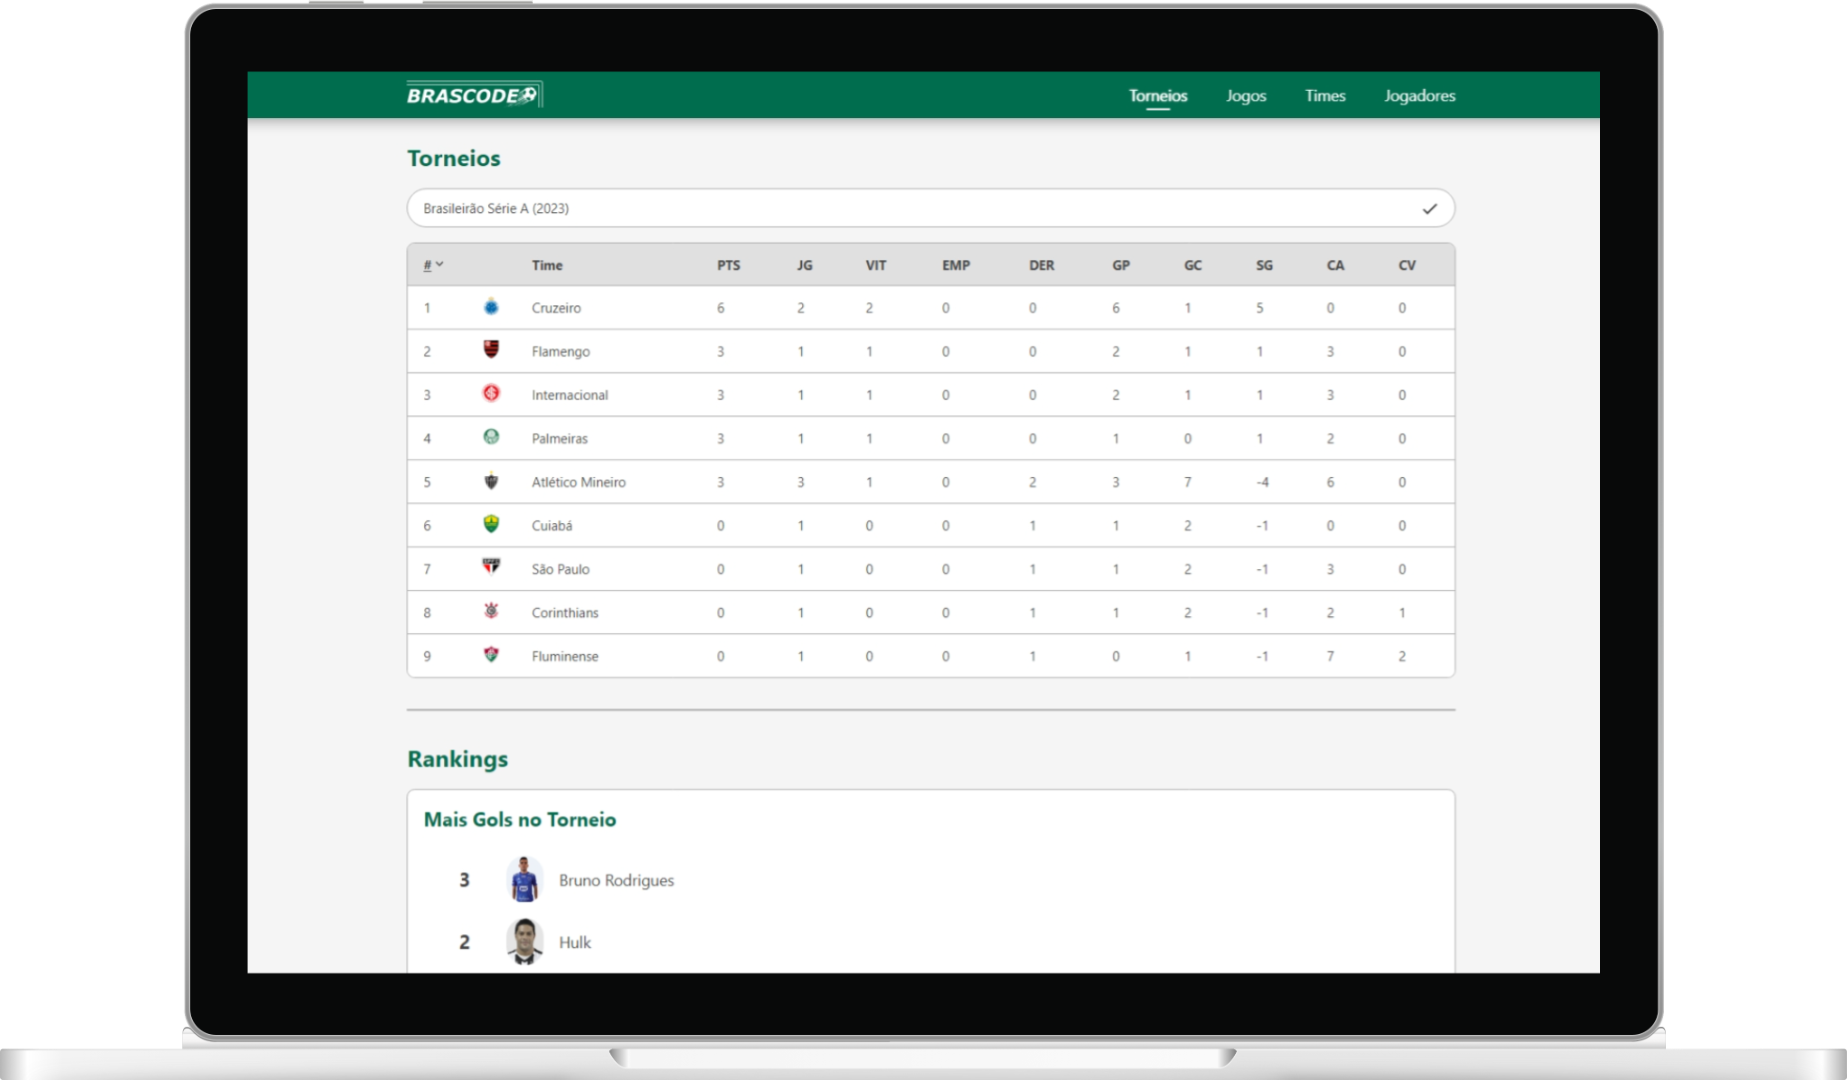 BRASCODE
Torneios Jogos Times Jogadores
Torneios
Brasileirão Série A (2023)
# Time PTS JG VIT EMP DER GP GC SG CA CV
1 Cruzeiro 6 2 2 0 0 6 1 5 0 0
2 Flamengo 3 1 1 0 0 2 1 1 3 0
3 Internacional 3 1 1 0 0 2 1 1 3 0
4 Palmeiras 3 1 1 0 0 1 0 1 2 0
5 Atlético Mineiro 3 3 1 0 2 3 7 -4 6 0
6 Cuiabá 0 1 0 0 1 1 2 -1 0 0
7 São Paulo 0 1 0 0 1 1 2 -1 3 0
8 Corinthians 0 1 0 0 1 1 2 -1 2 1
9 Fluminense 0 1 0 0 1 0 1 -1 7 2
Rankings
Mais Gols no Torneio
3 Bruno Rodrigues
2 Hulk